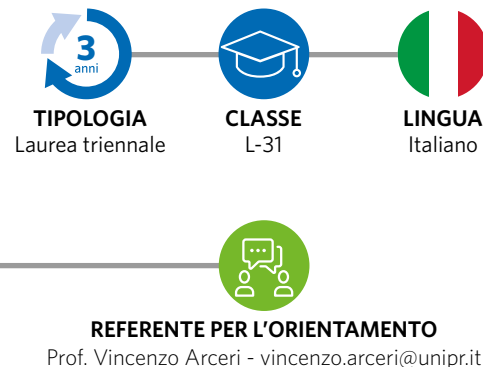 3
anni
TIPOLOGIA
Laurea triennale
CLASSE
L-31
LINGUA
Italiano
REFERENTE PER L'ORIENTAMENTO
Prof. Vincenzo Arceri - vincenzo.arceri@unipr.it